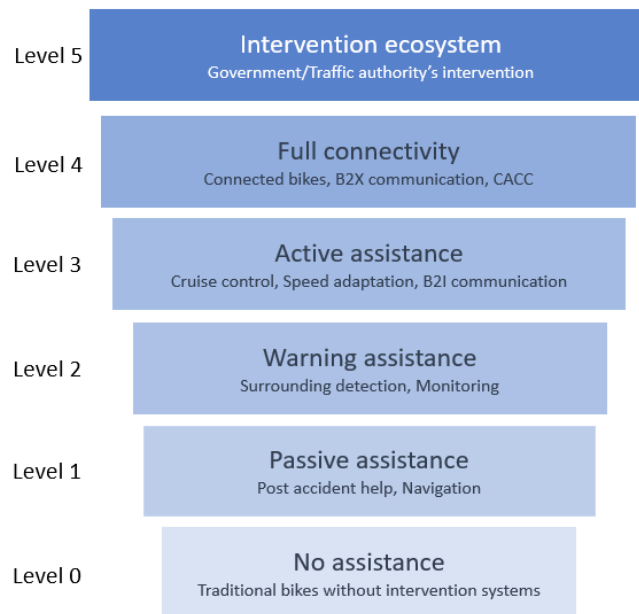 Level 5
Intervention ecosystem
Government/Traffic authority's intervention
Level 4
Full connectivity
Connected bikes, B2X communication, CACC
Level 3
Active assistance
Cruise control, Speed adaptation, B2I communication
Level 2
Warning assistance
Surrounding detection, Monitoring
Level 1
Passive assistance
Post accident help, Navigation
Level 0
No assistance
Traditional bikes without intervention systems